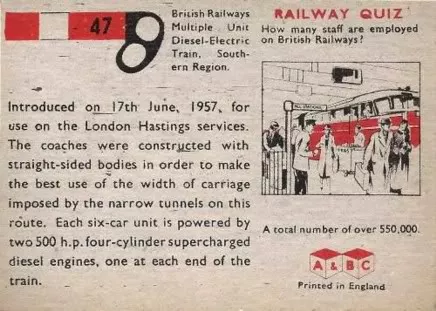 47
British Railways
Multiple Unit
Diesel-Electric
Train. South-
ern Region.
Introduced on 17th June, 1957, for
use on the London Hastings services.
The coaches were constructed with
straight-sided bodies in order to make
the best use of the width of carriage
imposed by the narrow tunnels on this
route. Each six-car unit is powered by
two 500 h.p. four-cylinder supercharged
diesel engines, one at each end of the
train.
RAILWAY QUIZ
How many staff are employed
on British Railways?
A total number of over 550,000.
A & B C
Printed in England